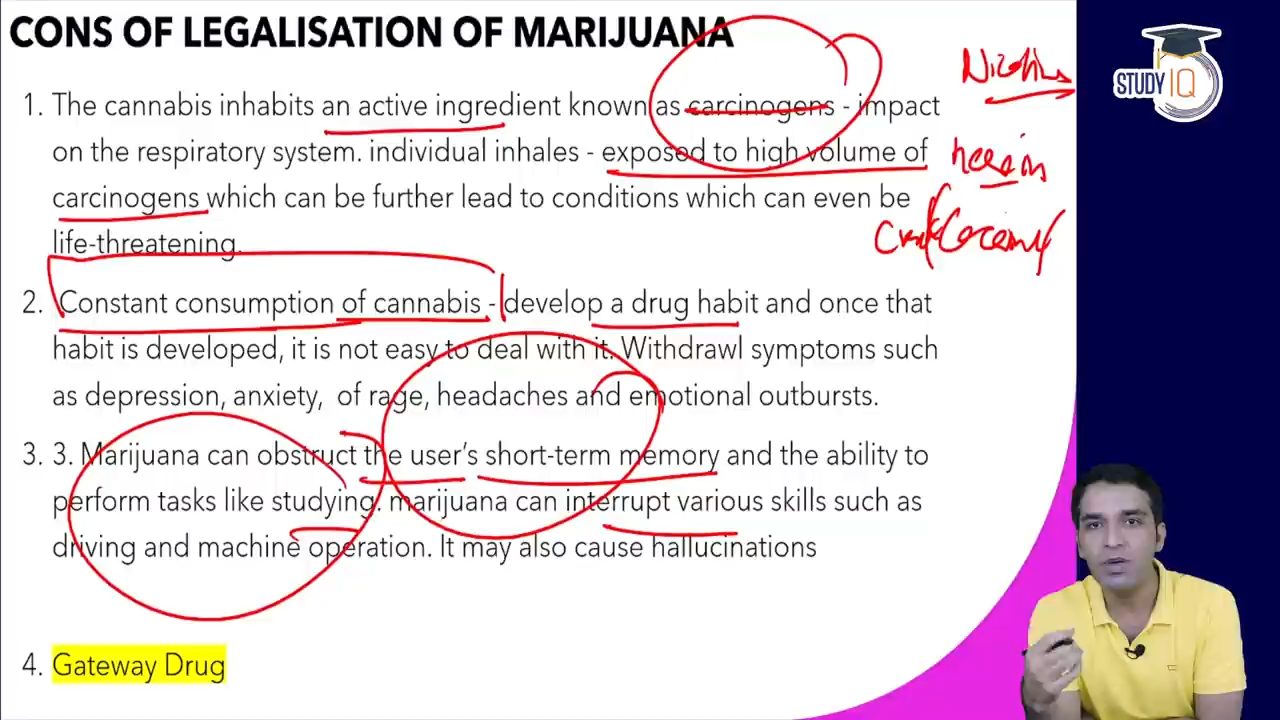 CONS OF LEGALISATION OF MARIJUANA
1. The cannabis inhabits an active ingredient known as carcinogens - impact
on the respiratory system. individual inhales - exposed to high volume of
carcinogens which can be further lead to conditions which can even be
life-threatening.
2. Constant consumption of cannabis - develop a drug habit and once that
habit is developed, it is not easy to deal with it. Withdrawl symptoms such
as depression, anxiety, of rage, headaches and emotional outbursts.
3. 3. Marijuana can obstruct the user's short-term memory and the ability to
perform tasks like studying. marijuana can interrupt various skills such as
driving and machine operation. It may also cause hallucinations
4. Gateway Drug
STUDY IQ